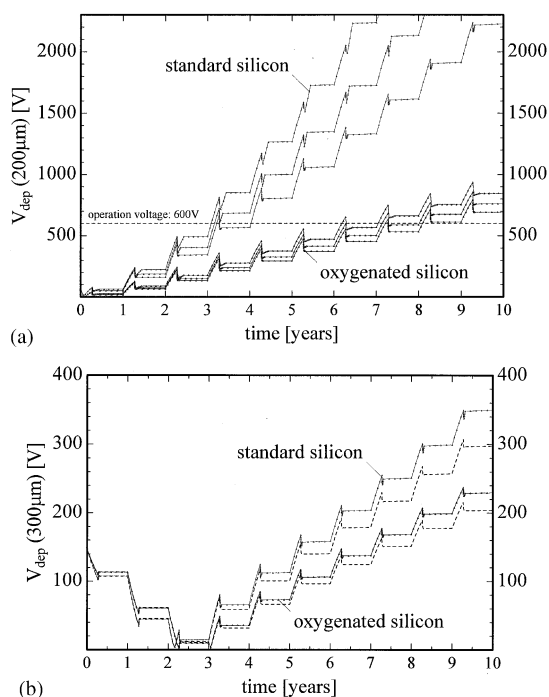 2000 2000
standard silicon
1500 1500
V_dep (200μm) [V]
1000 1000
operation voltage: 600V
500 500
oxygenated silicon
0 1 2 3 4 5 6 7 8 9 10
time [years]
(a)
400 400
300 300
standard silicon
V_dep (300μm) [V]
200 200
100 100
oxygenated silicon
0 1 2 3 4 5 6 7 8 9 10
time [years]
(b)